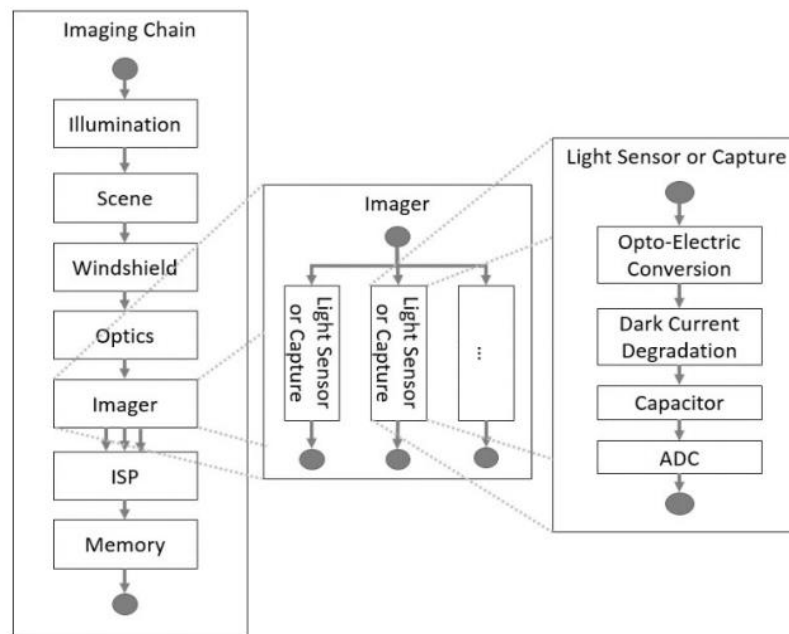 Imaging Chain
Illumination
Scene
Windshield
Optics
Imager
ISP
Memory
Imager
Light Sensor
or Capture
Light Sensor
or Capture
...
Light Sensor or Capture
Opto-Electric
Conversion
Dark Current
Degradation
Capacitor
ADC